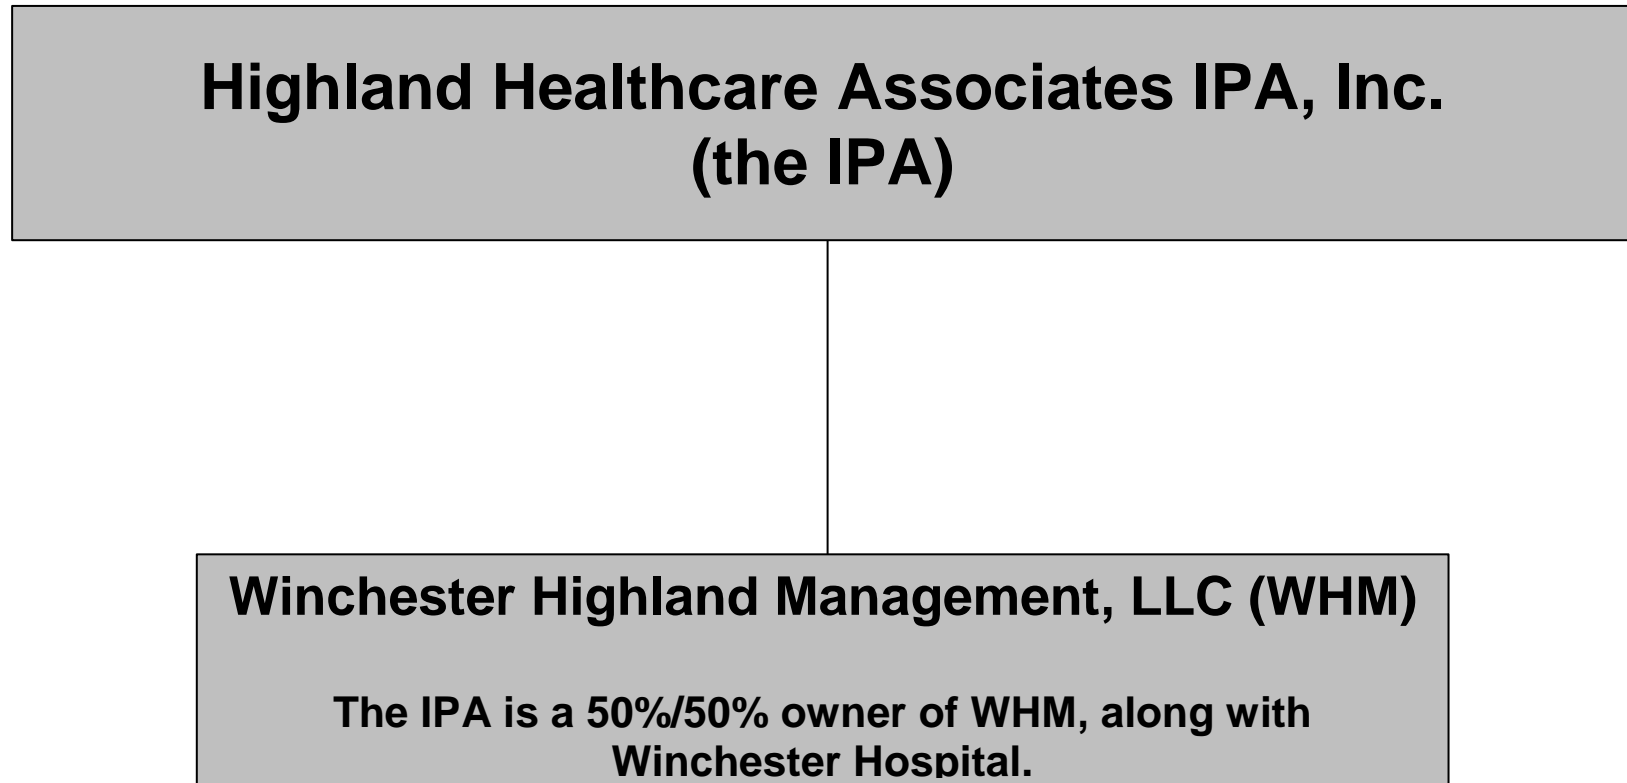 Highland Healthcare Associates IPA, Inc.
(the IPA)
Winchester Highland Management, LLC (WHM)
The IPA is a 50%/50% owner of WHM, along with
Winchester Hospital.